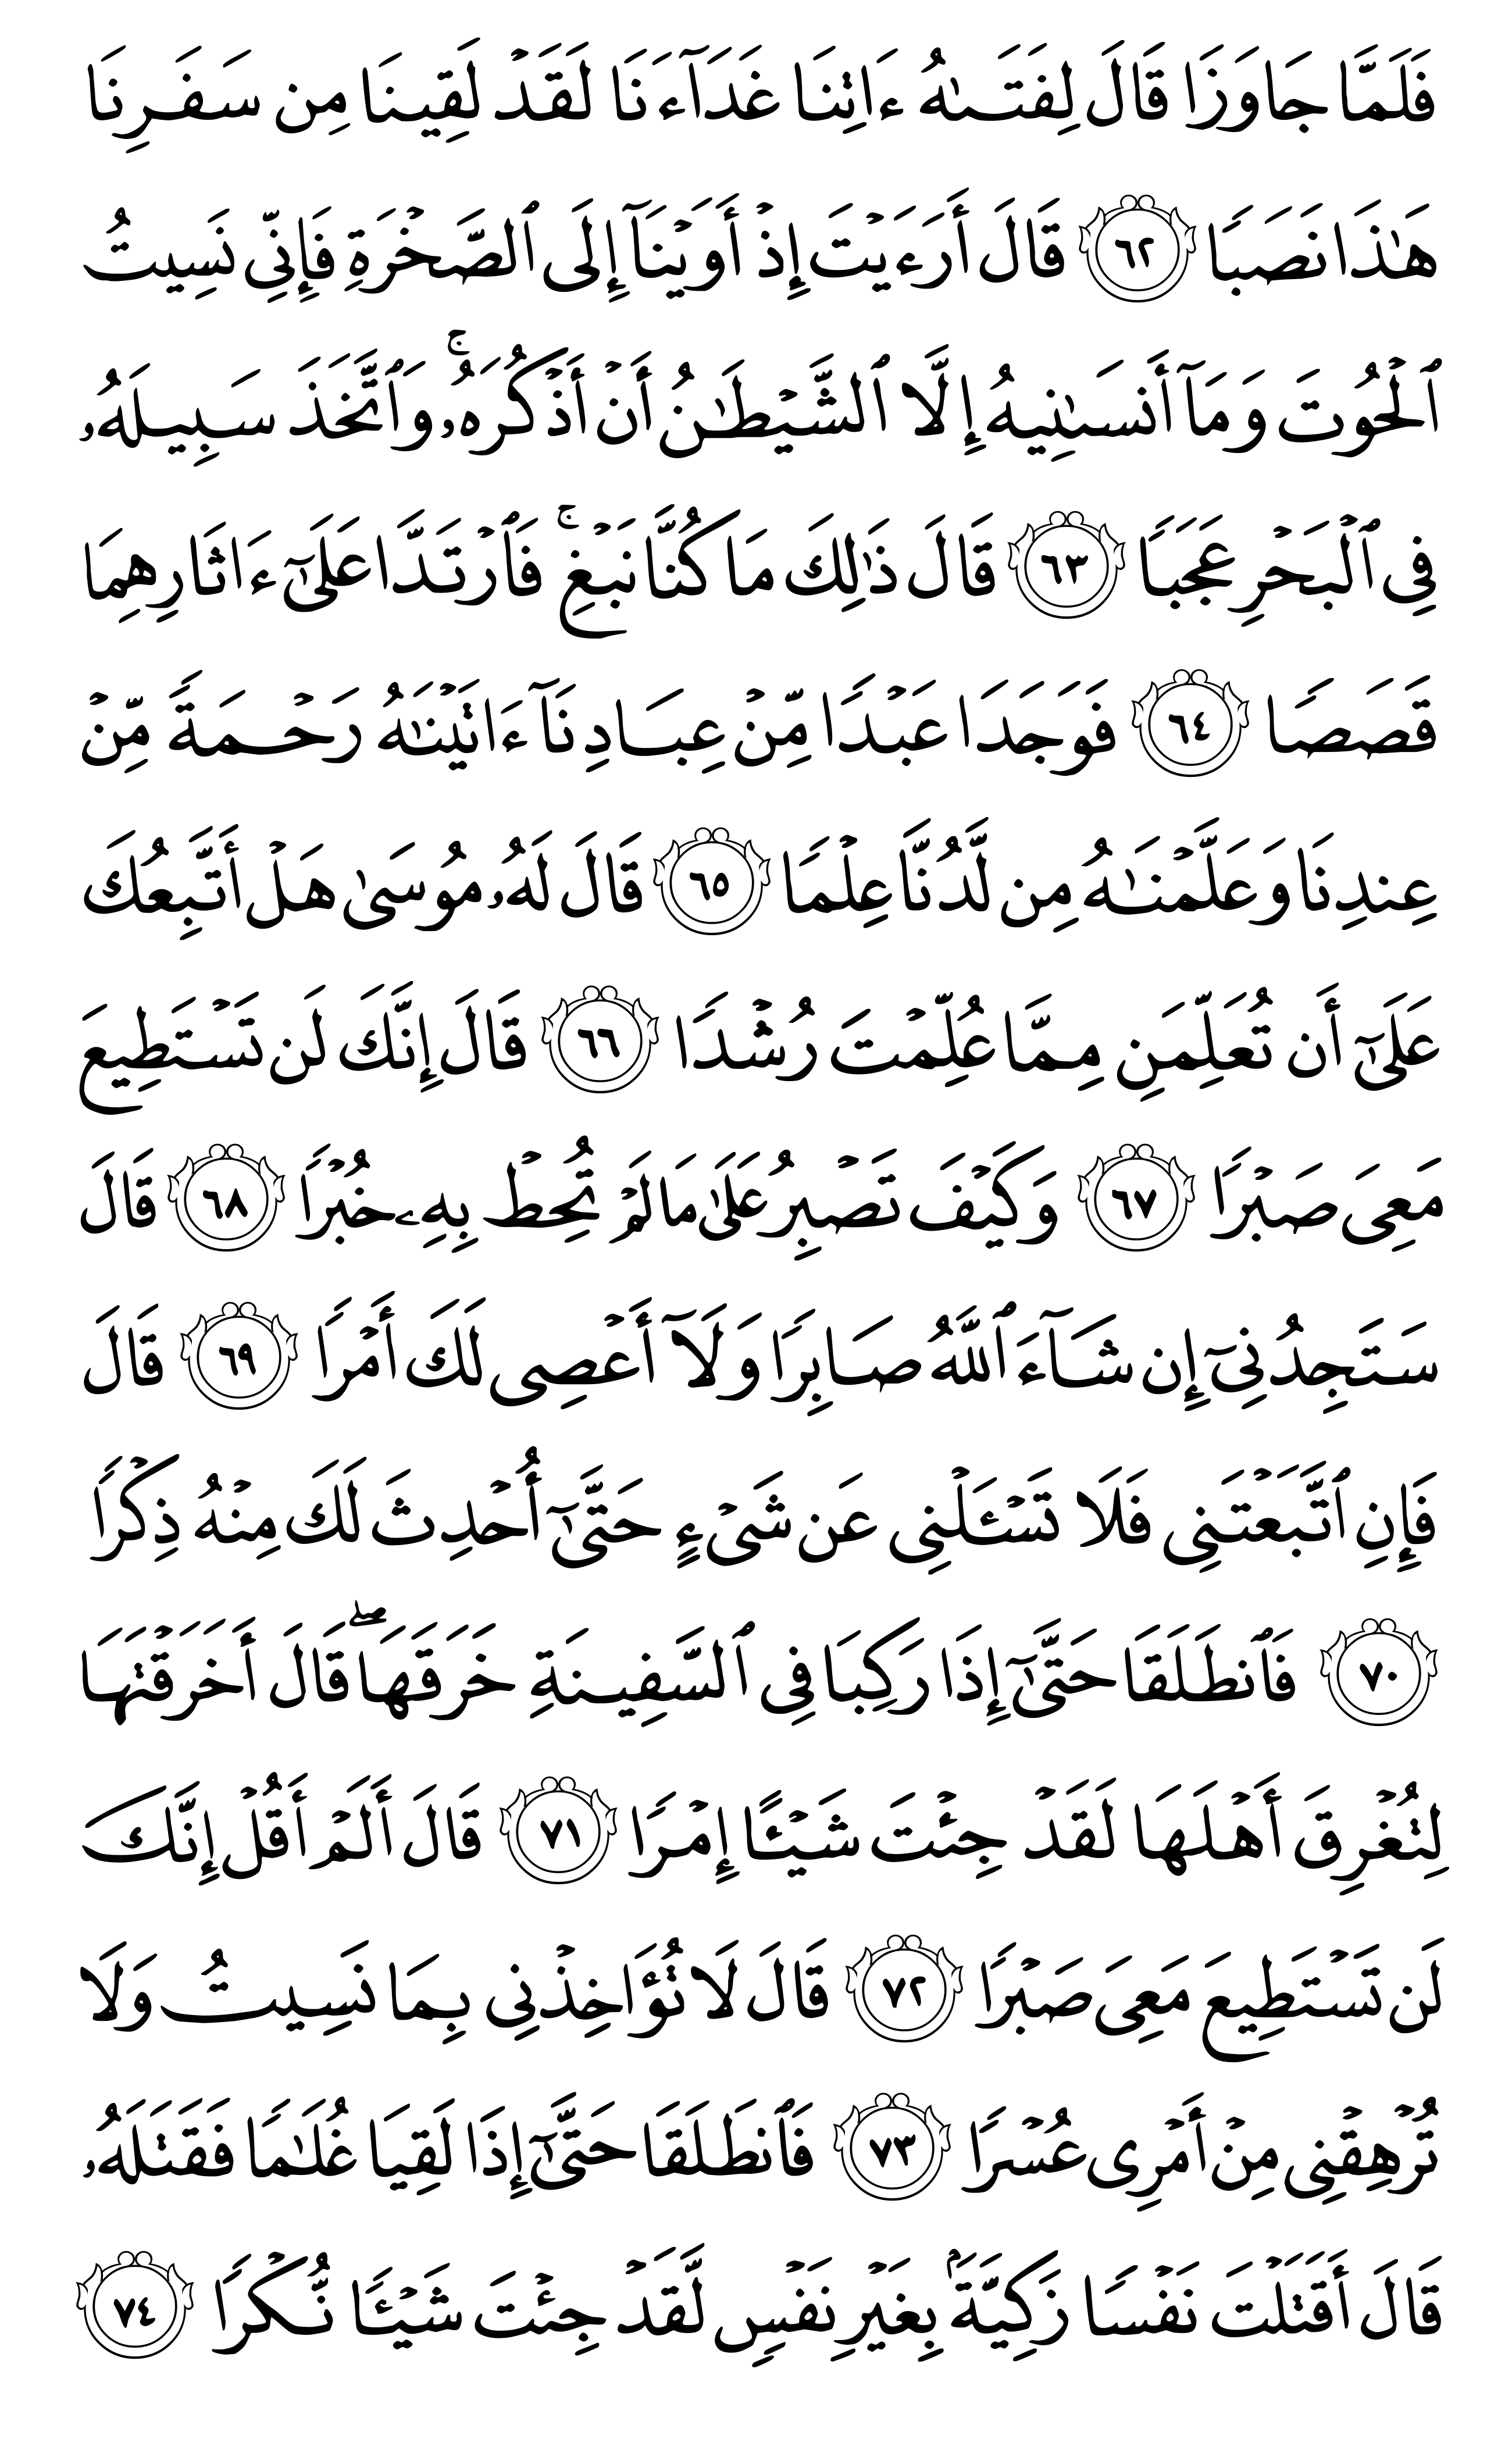 فَلَمَّا جَاوَزَا قَالَ لِفَتَىٰهُ ءَاتِنَا غَدَآءَنَا لَقَدۡ لَقِينَا مِن سَفَرِنَا
هَٰذَا نَصَبٗا ٦٢ قَالَ أَرَءَيۡتَ إِذۡ أَوَيۡنَآ إِلَى ٱلصَّخۡرَةِ فَإِنِّي نَسِيتُ
ٱلۡحُوتَ وَمَآ أَنسَىٰنِيهُ إِلَّا ٱلشَّيۡطَٰنُ أَنۡ أَذۡكُرَهُۥۚ وَٱتَّخَذَ سَبِيلَهُۥ
فِي ٱلۡبَحۡرِ عَجَبٗا ٦٣ قَالَ ذَٰلِكَ مَا كُنَّا نَبۡغِۚ فَٱرۡتَدَّا عَلَىٰٓ ءَاثَارِهِمَا
قَصَصٗا ٦٤ فَوَجَدَا عَبۡدٗا مِّنۡ عِبَادِنَآ ءَاتَيۡنَٰهُ رَحۡمَةٗ مِّنۡ
عِندِنَا وَعَلَّمۡنَٰهُ مِن لَّدُنَّا عِلۡمٗا ٦٥ قَالَ لَهُۥ مُوسَىٰ هَلۡ أَتَّبِعُكَ
عَلَىٰٓ أَن تُعَلِّمَنِ مِمَّا عُلِّمۡتَ رُشۡدٗا ٦٦ قَالَ إِنَّكَ لَن تَسۡتَطِيعَ
مَعِيَ صَبۡرٗا ٦٧ وَكَيۡفَ تَصۡبِرُ عَلَىٰ مَا لَمۡ تُحِطۡ بِهِۦ خُبۡرٗا ٦٨ قَالَ
سَتَجِدُنِيٓ إِن شَآءَ ٱللَّهُ صَابِرٗا وَلَآ أَعۡصِي لَكَ أَمۡرٗا ٦٩ قَالَ
فَإِنِ ٱتَّبَعۡتَنِي فَلَا تَسۡـَٔلۡنِي عَن شَيۡءٍ حَتَّىٰٓ أُحۡدِثَ لَكَ مِنۡهُ ذِكۡرٗا
٧٠ فَٱنطَلَقَا حَتَّىٰٓ إِذَا رَكِبَا فِي ٱلسَّفِينَةِ خَرَقَهَاۖ قَالَ أَخَرَقۡتَهَا
لِتُغۡرِقَ أَهۡلَهَا لَقَدۡ جِئۡتَ شَيۡـًٔا إِمۡرٗا ٧١ قَالَ أَلَمۡ أَقُلۡ إِنَّكَ
لَن تَسۡتَطِيعَ مَعِيَ صَبۡرٗا ٧٢ قَالَ لَا تُؤَاخِذۡنِي بِمَا نَسِيتُ وَلَا
تُرۡهِقۡنِي مِنۡ أَمۡرِي عُسۡرٗا ٧٣ فَٱنطَلَقَا حَتَّىٰٓ إِذَا لَقِيَا غُلَٰمٗا فَقَتَلَهُۥ
قَالَ أَقَتَلۡتَ نَفۡسٗا زَكِيَّةَۢ بِغَيۡرِ نَفۡسٖ لَّقَدۡ جِئۡتَ شَيۡـٔٗا نُّكۡرٗا ٧٤